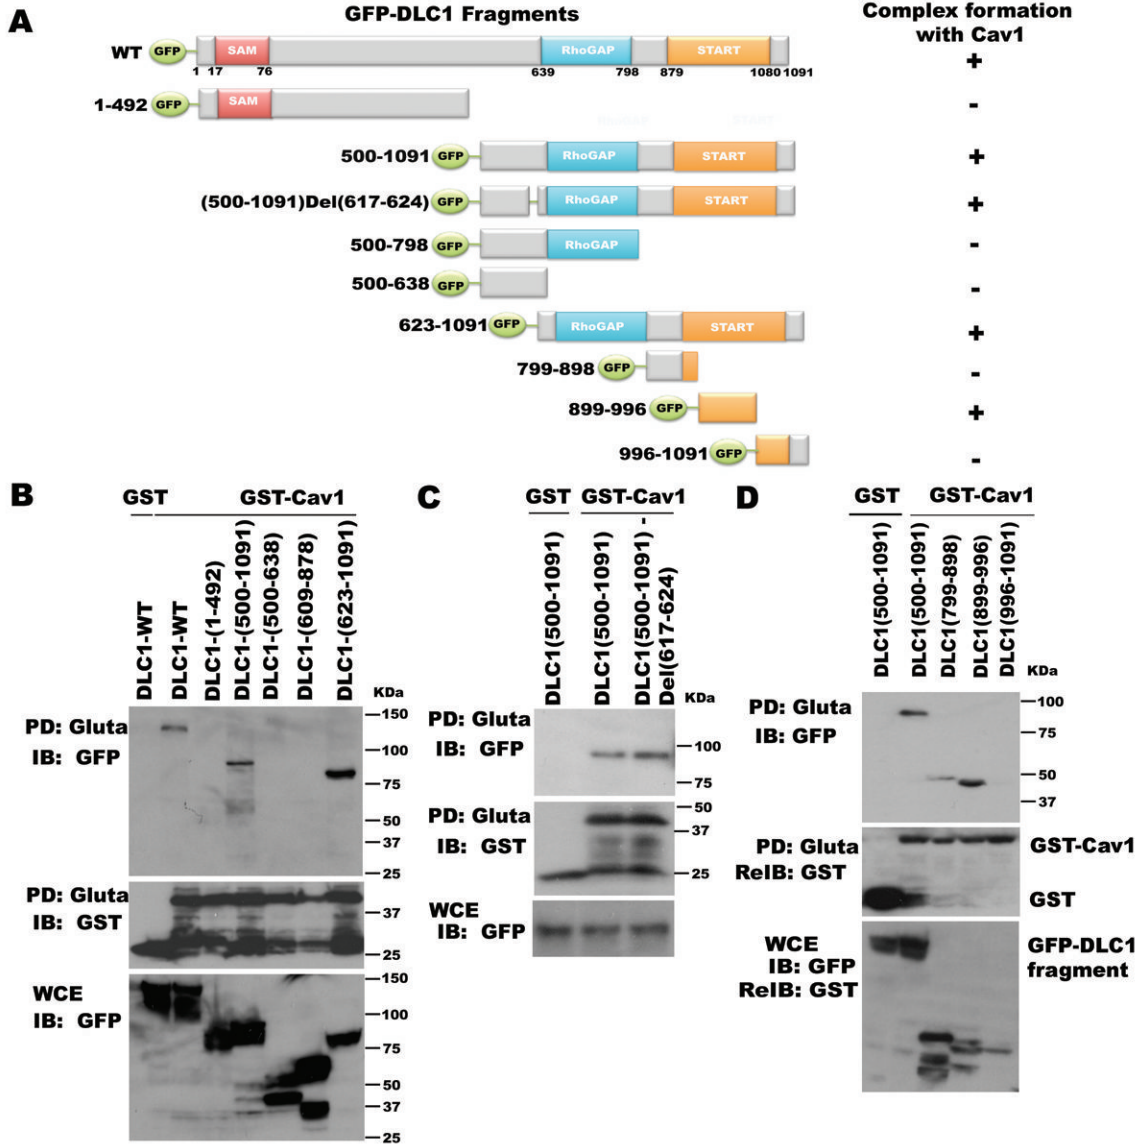 A
GFP-DLC1 Fragments
Complex formation
with Cav1
WT GFP SAM RhoGAP START +
1 17 76 639 798 879 1080 1091
1-492 GFP SAM -
500-1091 GFP RhoGAP START +
(500-1091)Del(617-624) GFP RhoGAP START +
500-798 GFP RhoGAP -
500-638 GFP -
623-1091 GFP RhoGAP START +
799-898 GFP -
899-996 GFP +
996-1091 GFP -
B
GST GST-Cav1
DLC1-WT
DLC1-WT
DLC1-(1-492)
DLC1-(500-1091)
DLC1-(500-638)
DLC1-(609-878)
DLC1-(623-1091)
KDa
PD: Gluta
IB: GFP
150
100
75
50
37
25
PD: Gluta
IB: GST
37
25
WCE
IB: GFP
150
100
75
50
37
25
C
GST GST-Cav1
DLC1(500-1091)
DLC1(500-1091)
DLC1(500-1091)-
Del(617-624)
KDa
PD: Gluta
IB: GFP
100
75
PD: Gluta
IB: GST
50
37
25
WCE
IB: GFP
D
GST GST-Cav1
DLC1(500-1091)
DLC1(500-1091)
DLC1(799-898)
DLC1(899-996)
DLC1(996-1091)
KDa
PD: Gluta
IB: GFP
100
75
50
37
PD: Gluta
ReIB: GST
GST-Cav1
GST
WCE
IB: GFP
ReIB: GST
GFP-DLC1
fragment